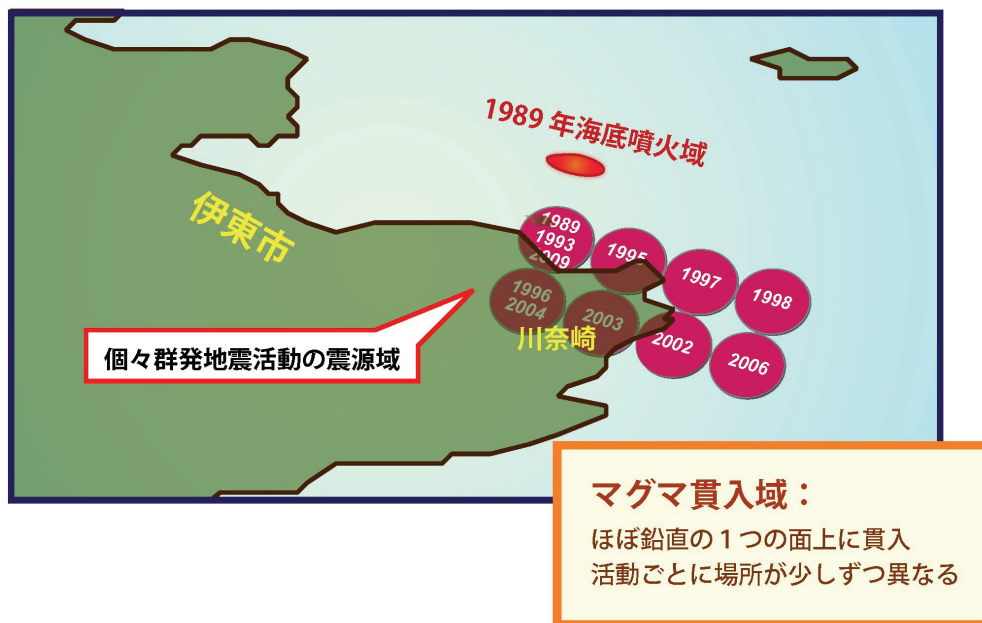 1989 年海底噴火域
伊東市
1989
1993
2009
1995
1997
1998
1996
2004
2003
2002
2006
川奈崎
個々群発地震活動の震源域
マグマ貫入域：
ほぼ鉛直の１つの面上に貫入
活動ごとに場所が少しずつ異なる